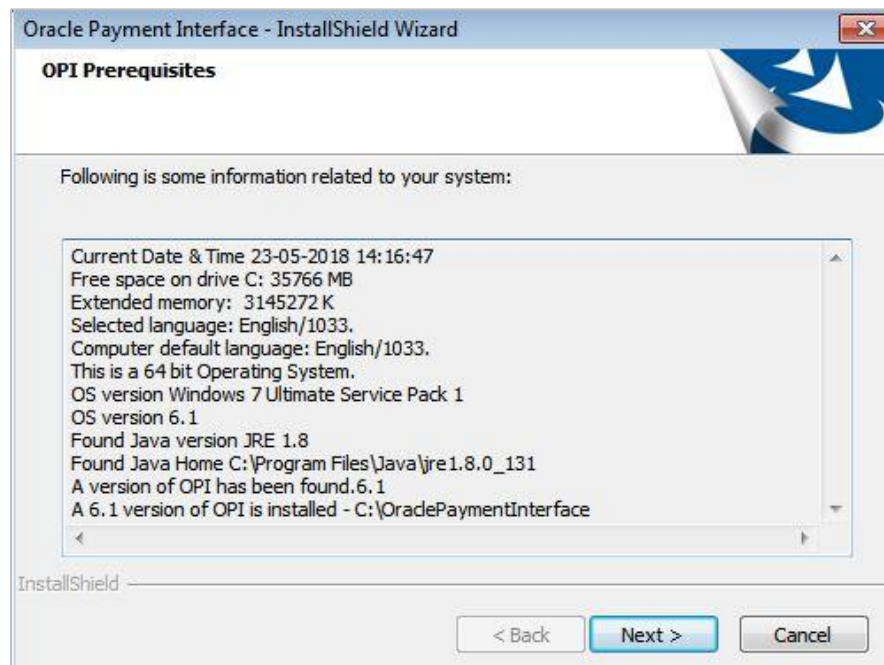 Oracle Payment Interface - InstallShield Wizard
OPI Prerequisites
Following is some information related to your system:
Current Date & Time 23-05-2018 14:16:47
Free space on drive C: 35766 MB
Extended memory: 3145272 K
Selected language: English/1033.
Computer default language: English/1033.
This is a 64 bit Operating System.
OS version Windows 7 Ultimate Service Pack 1
OS version 6.1
Found Java version JRE 1.8
Found Java Home C:\Program Files\Java\jre1.8.0_131
A version of OPI has been found.6.1
A 6.1 version of OPI is installed - C:\OraclePaymentInterface
InstallShield
< Back Next > Cancel